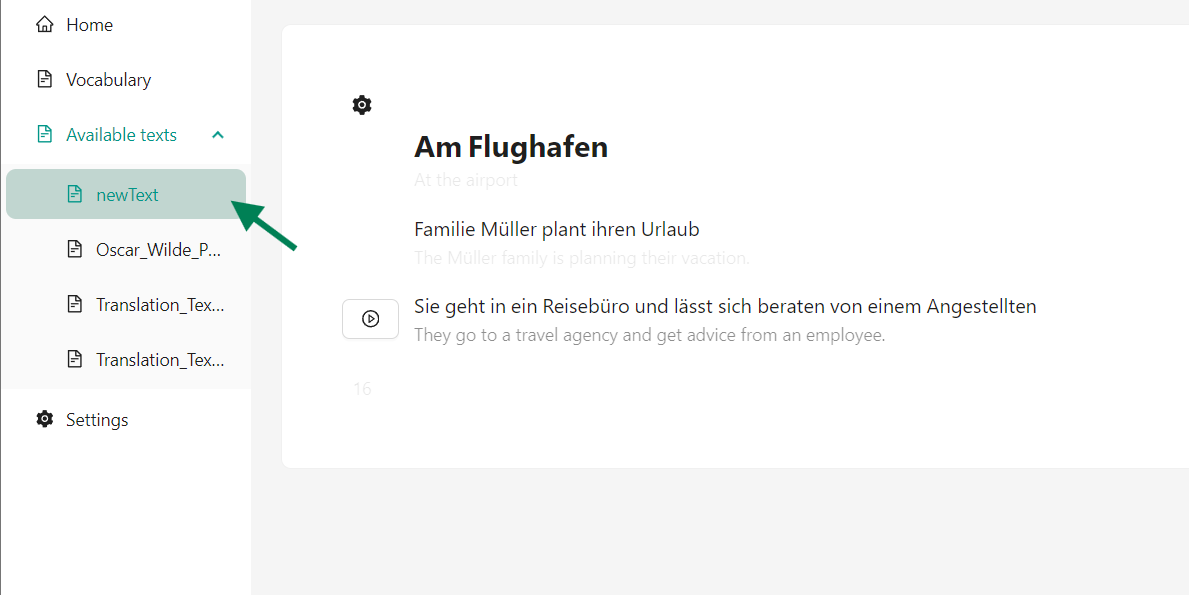 Home
Vocabulary
Available texts
newText
Oscar_Wilde_P...
Translation_Tex...
Translation_Tex...
Settings
Am Flughafen
At the airport
Familie Müller plant ihren Urlaub
The Müller family is planning their vacation.
Sie geht in ein Reisebüro und lässt sich beraten von einem Angestellten
They go to a travel agency and get advice from an employee.
16